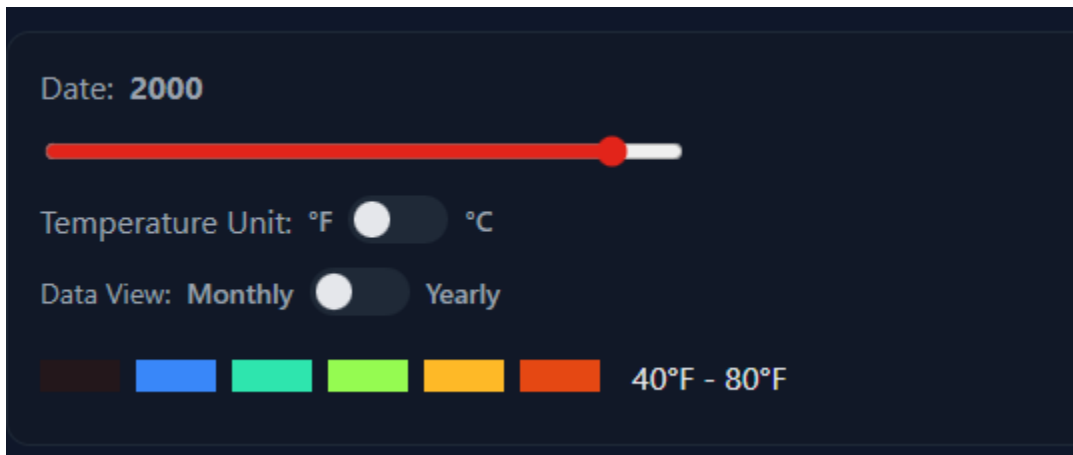 Date: 2000
Temperature Unit: °F °C
Data View: Monthly Yearly
40°F - 80°F